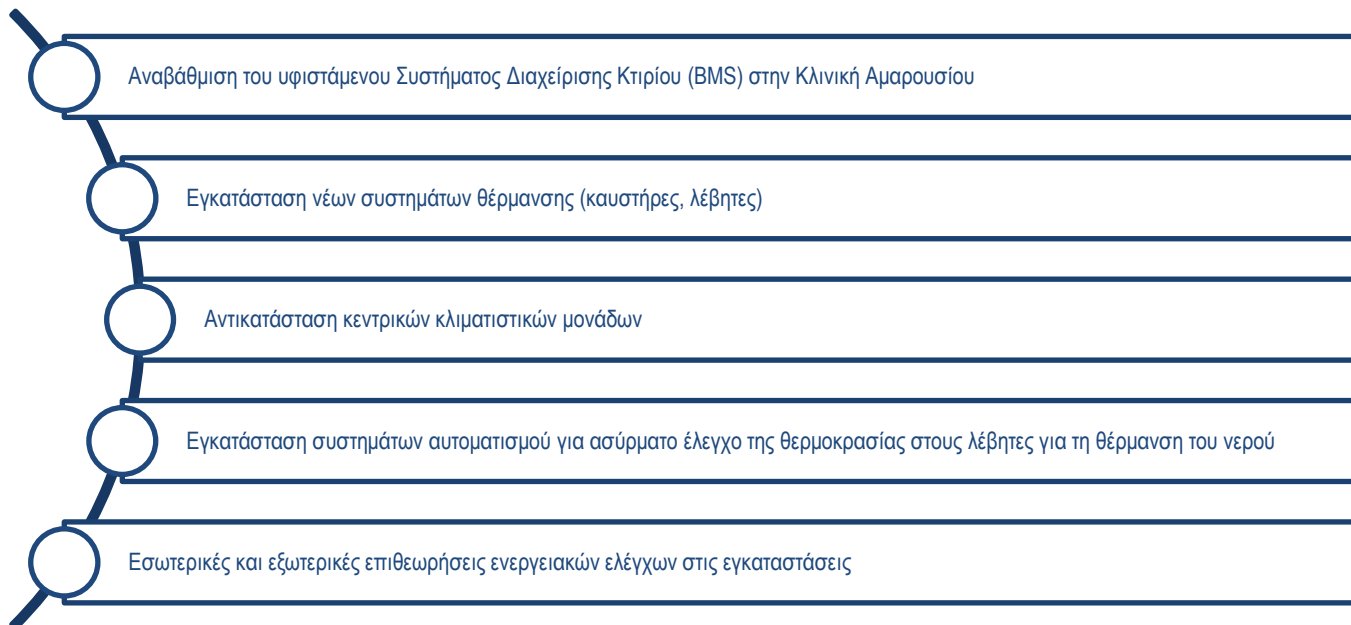 Αναβάθμιση του υφιστάμενου Συστήματος Διαχείρισης Κτιρίου (BMS) στην Κλινική Αμαρουσίου
Εγκατάσταση νέων συστημάτων θέρμανσης (καυστήρες, λέβητες)
Αντικατάσταση κεντρικών κλιματιστικών μονάδων
Εγκατάσταση συστημάτων αυτοματισμού για ασύρματο έλεγχο της θερμοκρασίας στους λέβητες για τη θέρμανση του νερού
Εσωτερικές και εξωτερικές επιθεωρήσεις ενεργειακών ελέγχων στις εγκαταστάσεις